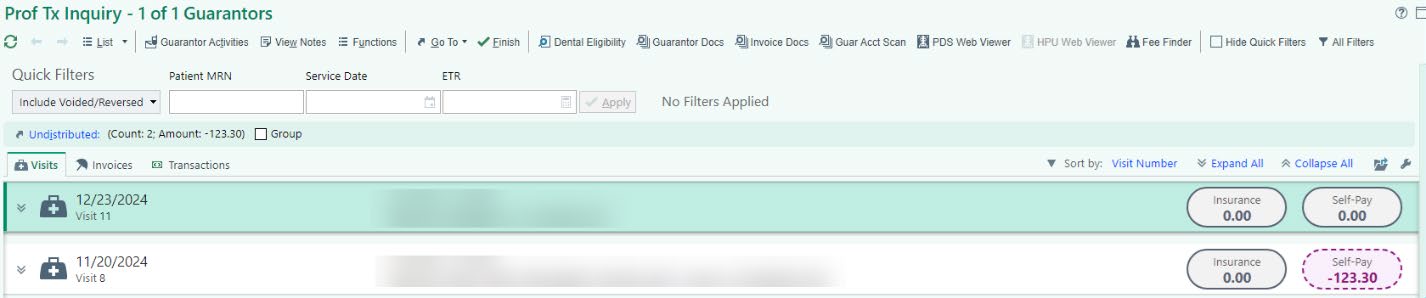 Prof Tx Inquiry - 1 of 1 Guarantors
List Guarantor Activities View Notes Functions Go To Finish Dental Eligibility Guarantor Docs Invoice Docs Guar Acct Scan PDS Web Viewer HPU Web Viewer Fee Finder Hide Quick Filters All Filters
Quick Filters Patient MRN Service Date ETR
Include Voided/Reversed Apply No Filters Applied
Undistributed: (Count: 2; Amount: -123.30) Group
Visits Invoices Transactions Sort by: Visit Number Expand All Collapse All
12/23/2024 Insurance Self-Pay
Visit 11 0.00 0.00
11/20/2024 Insurance Self-Pay
Visit 8 0.00 -123.30